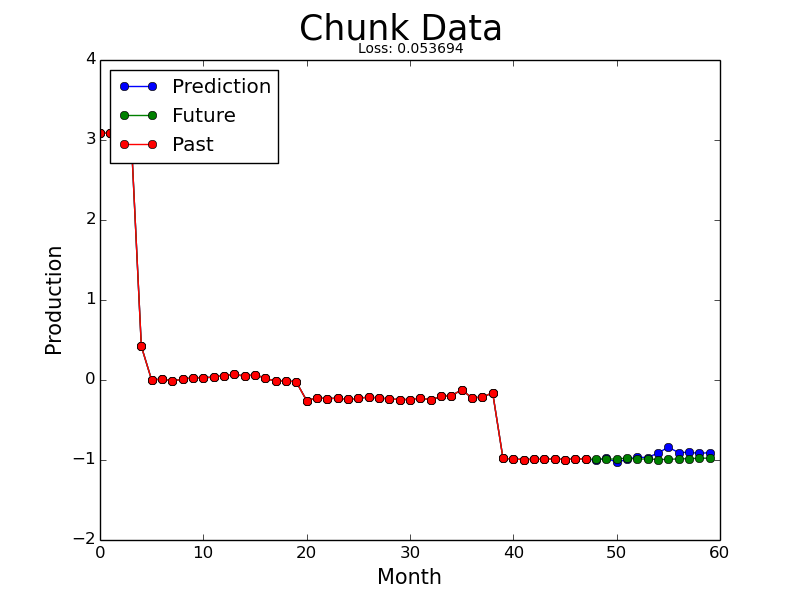 Chunk Data
Loss: 0.053694
Prediction
Future
Past
Production
4
3
2
1
0
−1
−2
0 10 20 30 40 50 60
Month